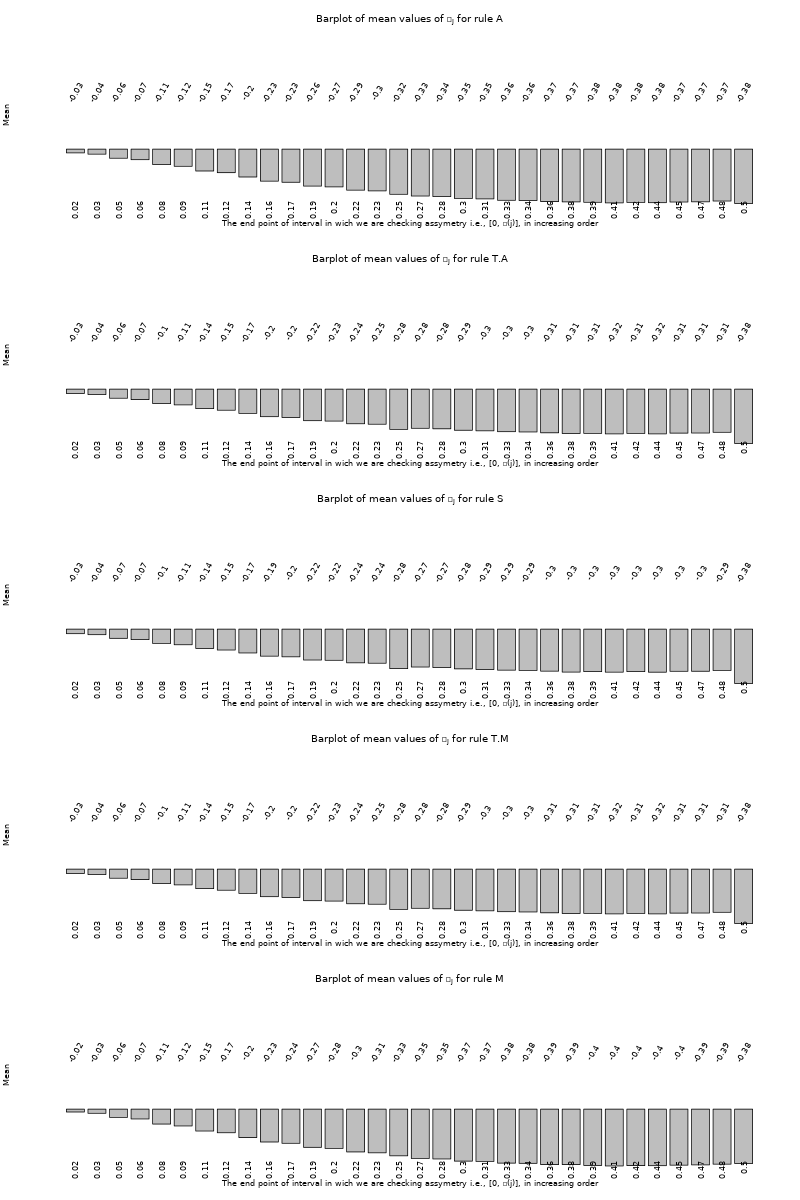 Barplot of mean values of □j for rule A
-0.03 -0.04 -0.06 -0.07 -0.11 -0.12 -0.15 -0.17 -0.2 -0.23 -0.23 -0.26 -0.27 -0.29 -0.3 -0.32 -0.33 -0.34 -0.35 -0.35 -0.36 -0.36 -0.37 -0.37 -0.38 -0.38 -0.38 -0.38 -0.37 -0.37 -0.37 -0.38
Mean
0.02 0.03 0.05 0.06 0.08 0.09 0.11 0.12 0.14 0.16 0.17 0.19 0.2 0.22 0.23 0.25 0.27 0.28 0.3 0.31 0.33 0.34 0.36 0.38 0.39 0.41 0.42 0.44 0.45 0.47 0.48 0.5
The end point of interval in wich we are checking assymetry i.e., [0, □(j)], in increasing order
Barplot of mean values of □j for rule T.A
-0.03 -0.04 -0.06 -0.07 -0.1 -0.11 -0.14 -0.15 -0.17 -0.2 -0.2 -0.22 -0.23 -0.24 -0.25 -0.28 -0.28 -0.28 -0.29 -0.3 -0.3 -0.3 -0.31 -0.31 -0.31 -0.32 -0.31 -0.32 -0.31 -0.31 -0.31 -0.38
Mean
0.02 0.03 0.05 0.06 0.08 0.09 0.11 0.12 0.14 0.16 0.17 0.19 0.2 0.22 0.23 0.25 0.27 0.28 0.3 0.31 0.33 0.34 0.36 0.38 0.39 0.41 0.42 0.44 0.45 0.47 0.48 0.5
The end point of interval in wich we are checking assymetry i.e., [0, □(j)], in increasing order
Barplot of mean values of □j for rule S
-0.03 -0.04 -0.07 -0.07 -0.1 -0.11 -0.14 -0.15 -0.17 -0.19 -0.2 -0.22 -0.22 -0.24 -0.24 -0.28 -0.27 -0.27 -0.28 -0.29 -0.29 -0.29 -0.3 -0.3 -0.3 -0.3 -0.3 -0.3 -0.3 -0.3 -0.29 -0.38
Mean
0.02 0.03 0.05 0.06 0.08 0.09 0.11 0.12 0.14 0.16 0.17 0.19 0.2 0.22 0.23 0.25 0.27 0.28 0.3 0.31 0.33 0.34 0.36 0.38 0.39 0.41 0.42 0.44 0.45 0.47 0.48 0.5
The end point of interval in wich we are checking assymetry i.e., [0, □(j)], in increasing order
Barplot of mean values of □j for rule T.M
-0.03 -0.04 -0.06 -0.07 -0.1 -0.11 -0.14 -0.15 -0.17 -0.2 -0.2 -0.22 -0.23 -0.24 -0.25 -0.28 -0.28 -0.28 -0.29 -0.3 -0.3 -0.3 -0.31 -0.31 -0.31 -0.32 -0.31 -0.32 -0.31 -0.31 -0.31 -0.38
Mean
0.02 0.03 0.05 0.06 0.08 0.09 0.11 0.12 0.14 0.16 0.17 0.19 0.2 0.22 0.23 0.25 0.27 0.28 0.3 0.31 0.33 0.34 0.36 0.38 0.39 0.41 0.42 0.44 0.45 0.47 0.48 0.5
The end point of interval in wich we are checking assymetry i.e., [0, □(j)], in increasing order
Barplot of mean values of □j for rule M
-0.02 -0.03 -0.06 -0.07 -0.11 -0.12 -0.15 -0.17 -0.2 -0.23 -0.24 -0.27 -0.28 -0.3 -0.31 -0.33 -0.35 -0.35 -0.37 -0.37 -0.38 -0.38 -0.39 -0.39 -0.4 -0.4 -0.4 -0.4 -0.4 -0.39 -0.39 -0.38
Mean
0.02 0.03 0.05 0.06 0.08 0.09 0.11 0.12 0.14 0.16 0.17 0.19 0.2 0.22 0.23 0.25 0.27 0.28 0.3 0.31 0.33 0.34 0.36 0.38 0.39 0.41 0.42 0.44 0.45 0.47 0.48 0.5
The end point of interval in wich we are checking assymetry i.e., [0, □(j)], in increasing order